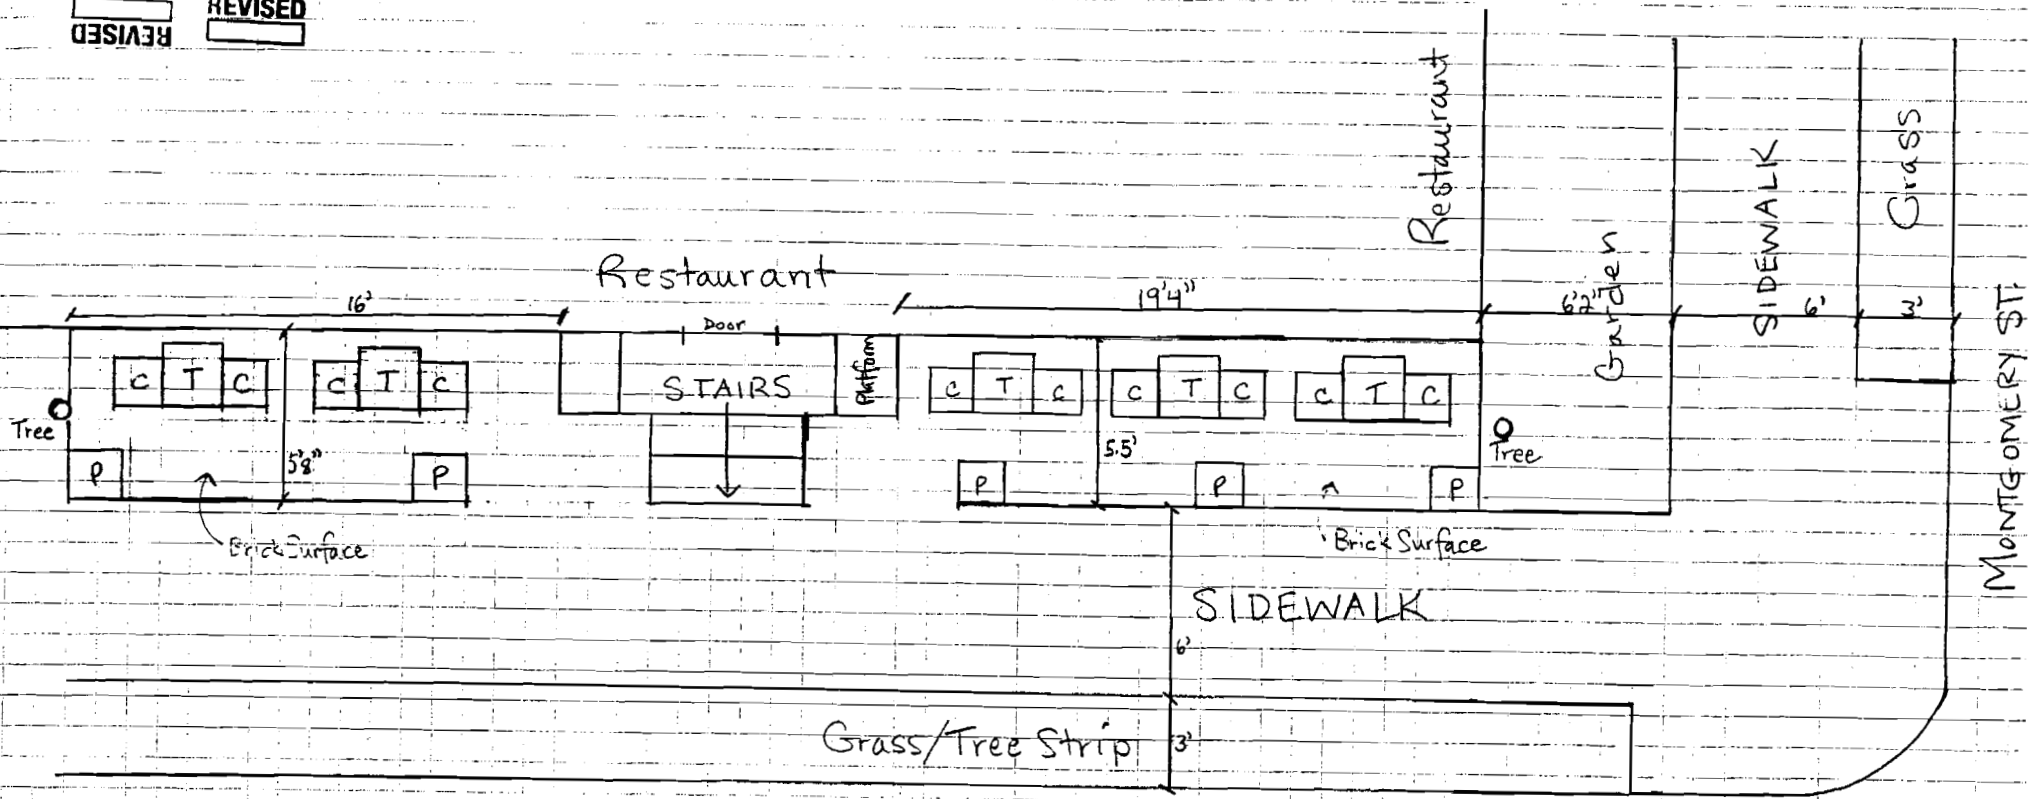 REVISED
REVISED
Restaurant
Grass
SIDEWALK
Garden
MONTGOMERY ST.
Restaurant
16'
19'4"
6'2"
6'
3'
Door
Platform
STAIRS
C T C
C T C
C T C
C T C
C T C
Tree
Tree
5'8"
5.5'
P
P
P
P
P
Brick Surface
Brick Surface
SIDEWALK
6'
Grass/Tree Strip
3'